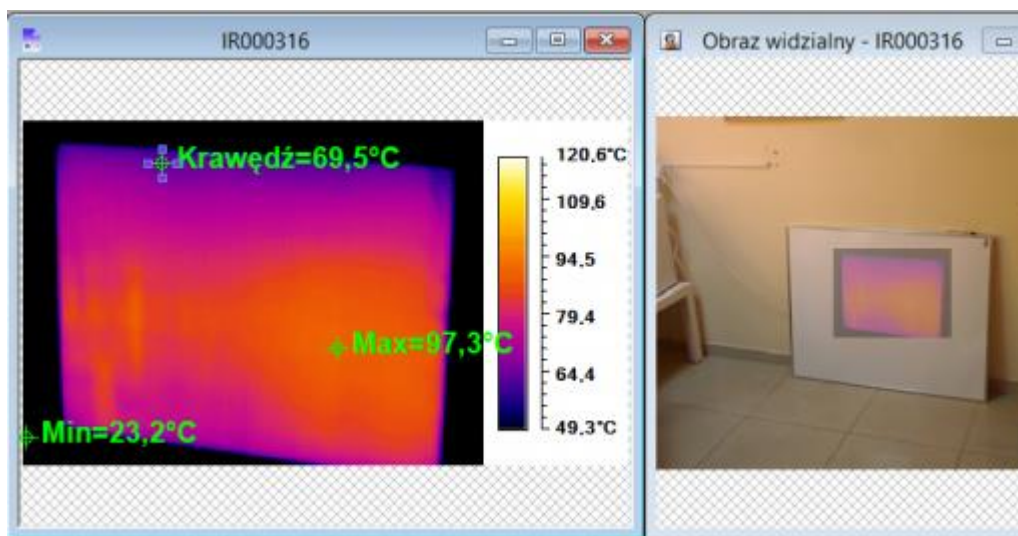 IR000316
Krawędź=69,5°C
Max=97,3°C
Min=23,2°C
120,6°C
109,6
94,5
79,4
64,4
49,3°C
Obraz widzialny - IR000316